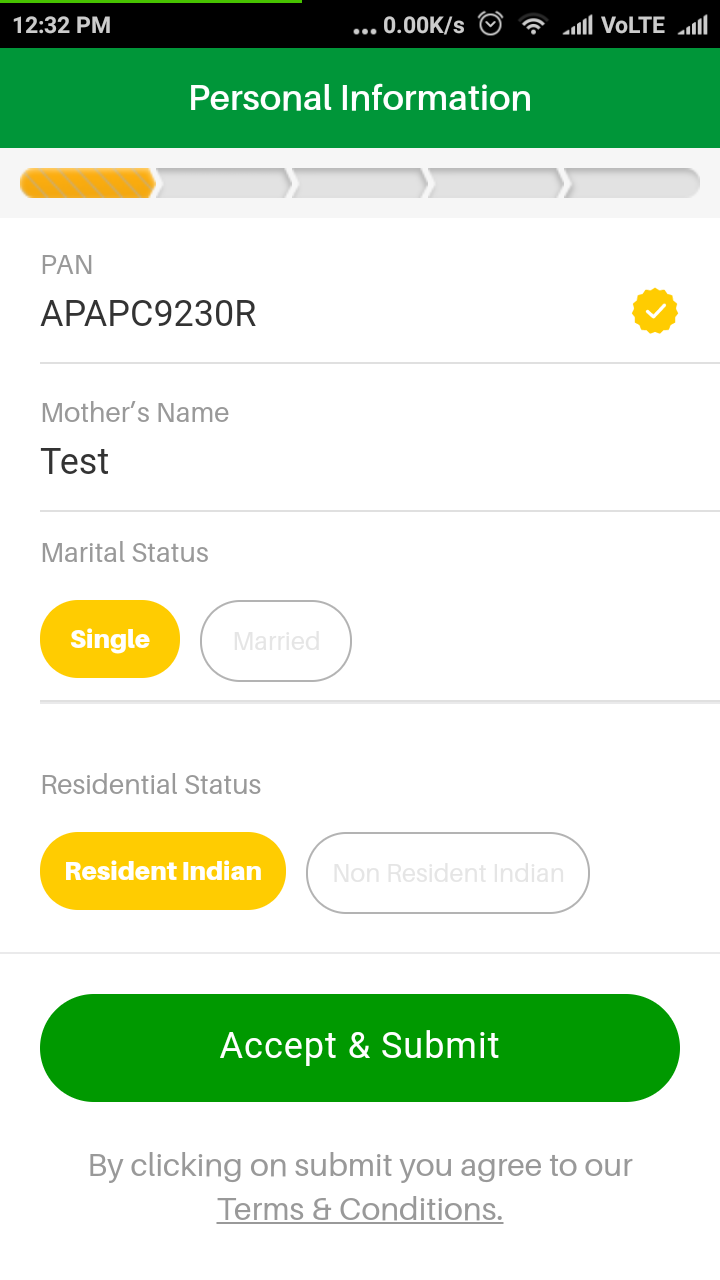 12:32 PM ... 0.00K/s VoLTE
Personal Information
PAN
APAPC9230R
Mother’s Name
Test
Marital Status
Single Married
Residential Status
Resident Indian Non Resident Indian
Accept & Submit
By clicking on submit you agree to our
Terms & Conditions.